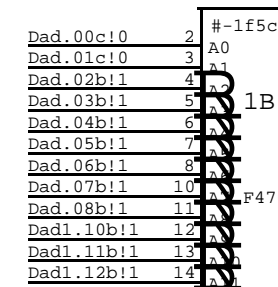 #-1f5c
Dad.00c!0 2 A0
Dad.01c!0 3 A1
Dad.02b!1 4
Dad.03b!1 5 1B
Dad.04b!1 6
Dad.05b!1 7
Dad.06b!1 8
Dad.07b!1 10 F47
Dad.08b!1 11
Dad1.10b!1 12
Dad1.11b!1 13
Dad1.12b!1 14